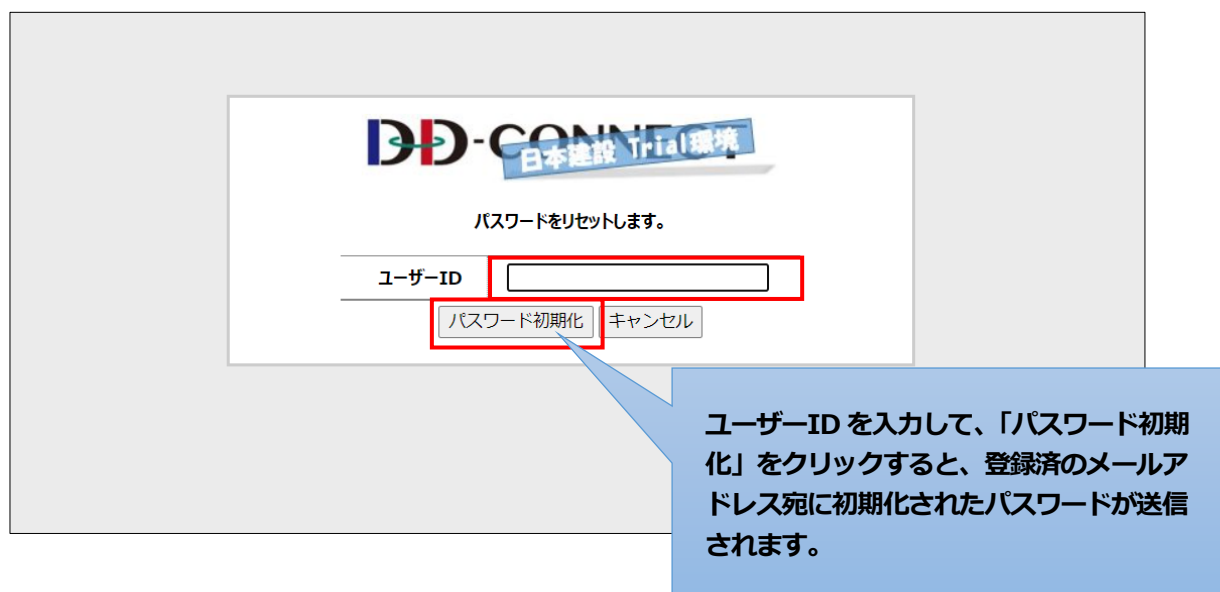 DD-CONNECT
日本建設 Trial環境
パスワードをリセットします。
ユーザーID
パスワード初期化 キャンセル
ユーザーID を入力して、「パスワード初期
化」をクリックすると、登録済のメールア
ドレス宛に初期化されたパスワードが送信
されます。